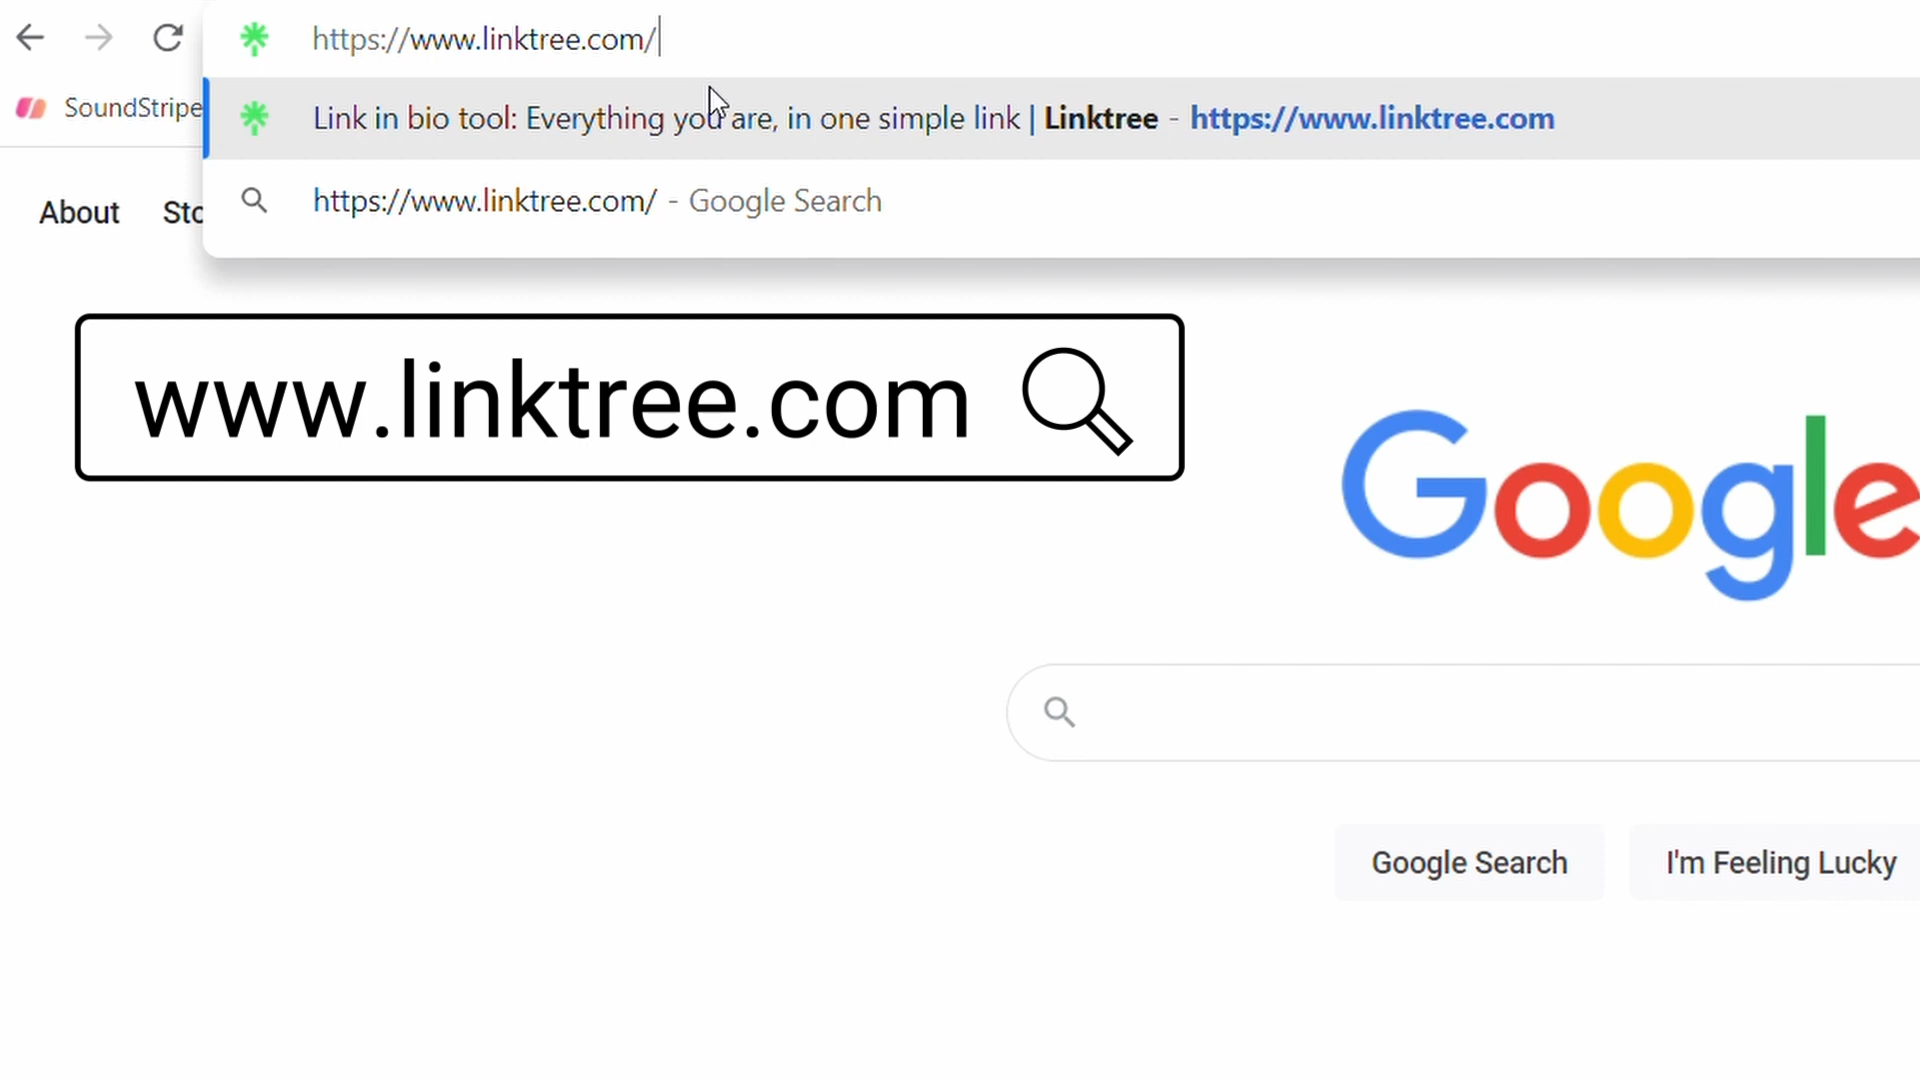 https://www.linktree.com/
SoundStripe
Link in bio tool: Everything you are, in one simple link | Linktree - https://www.linktree.com
https://www.linktree.com/ - Google Search
About
www.linktree.com
Google
Google Search
I'm Feeling Lucky